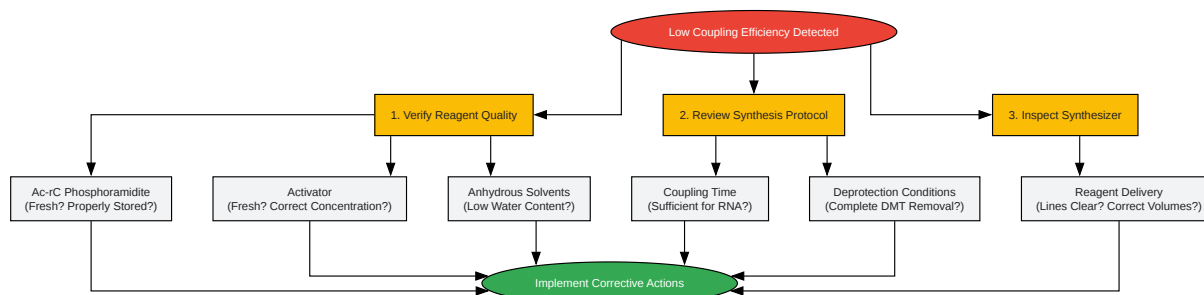 Low Coupling Efficiency Detected
1. Verify Reagent Quality
2. Review Synthesis Protocol
3. Inspect Synthesizer
Ac-rC Phosphoramidite
(Fresh? Properly Stored?)
Activator
(Fresh? Correct Concentration?)
Anhydrous Solvents
(Low Water Content?)
Coupling Time
(Sufficient for RNA?)
Deprotection Conditions
(Complete DMT Removal?)
Reagent Delivery
(Lines Clear? Correct Volumes?)
Implement Corrective Actions